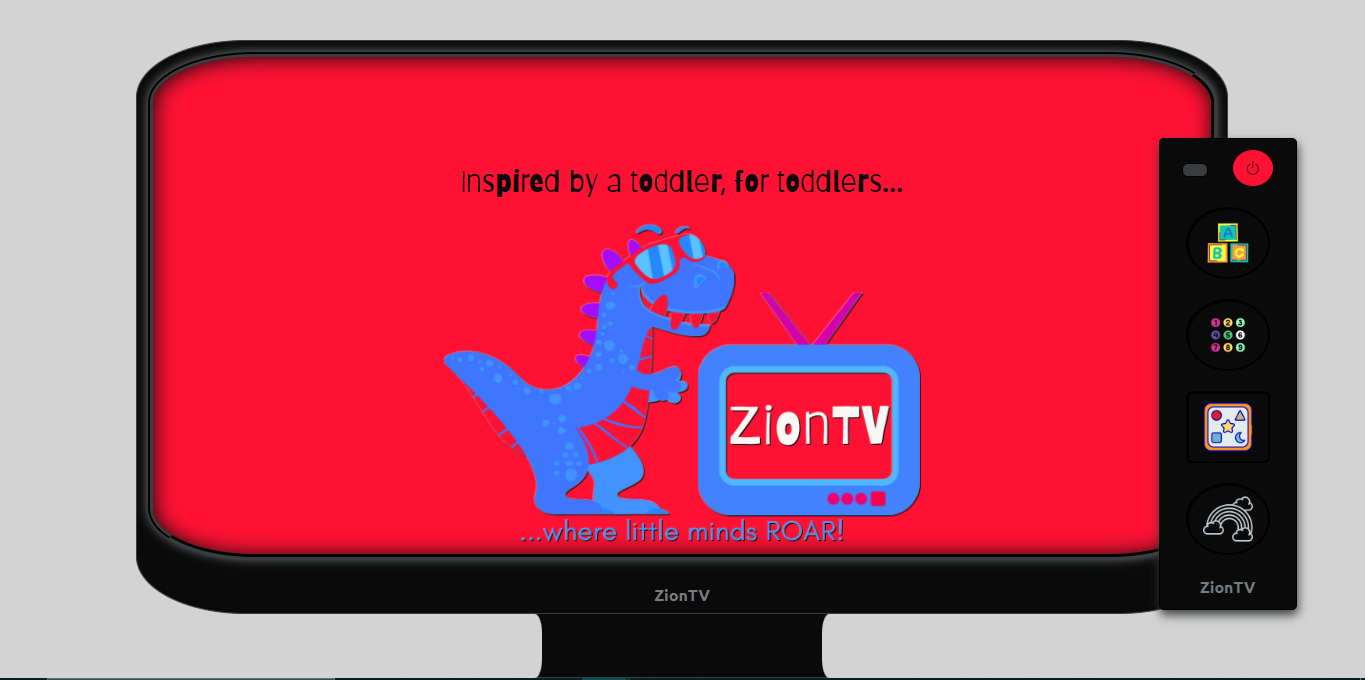 Inspired by a toddler, for toddlers...
ZionTV
...where little minds ROAR!
ZionTV
A
B C
1 2 3
4 5 6
7 8 9
ZionTV